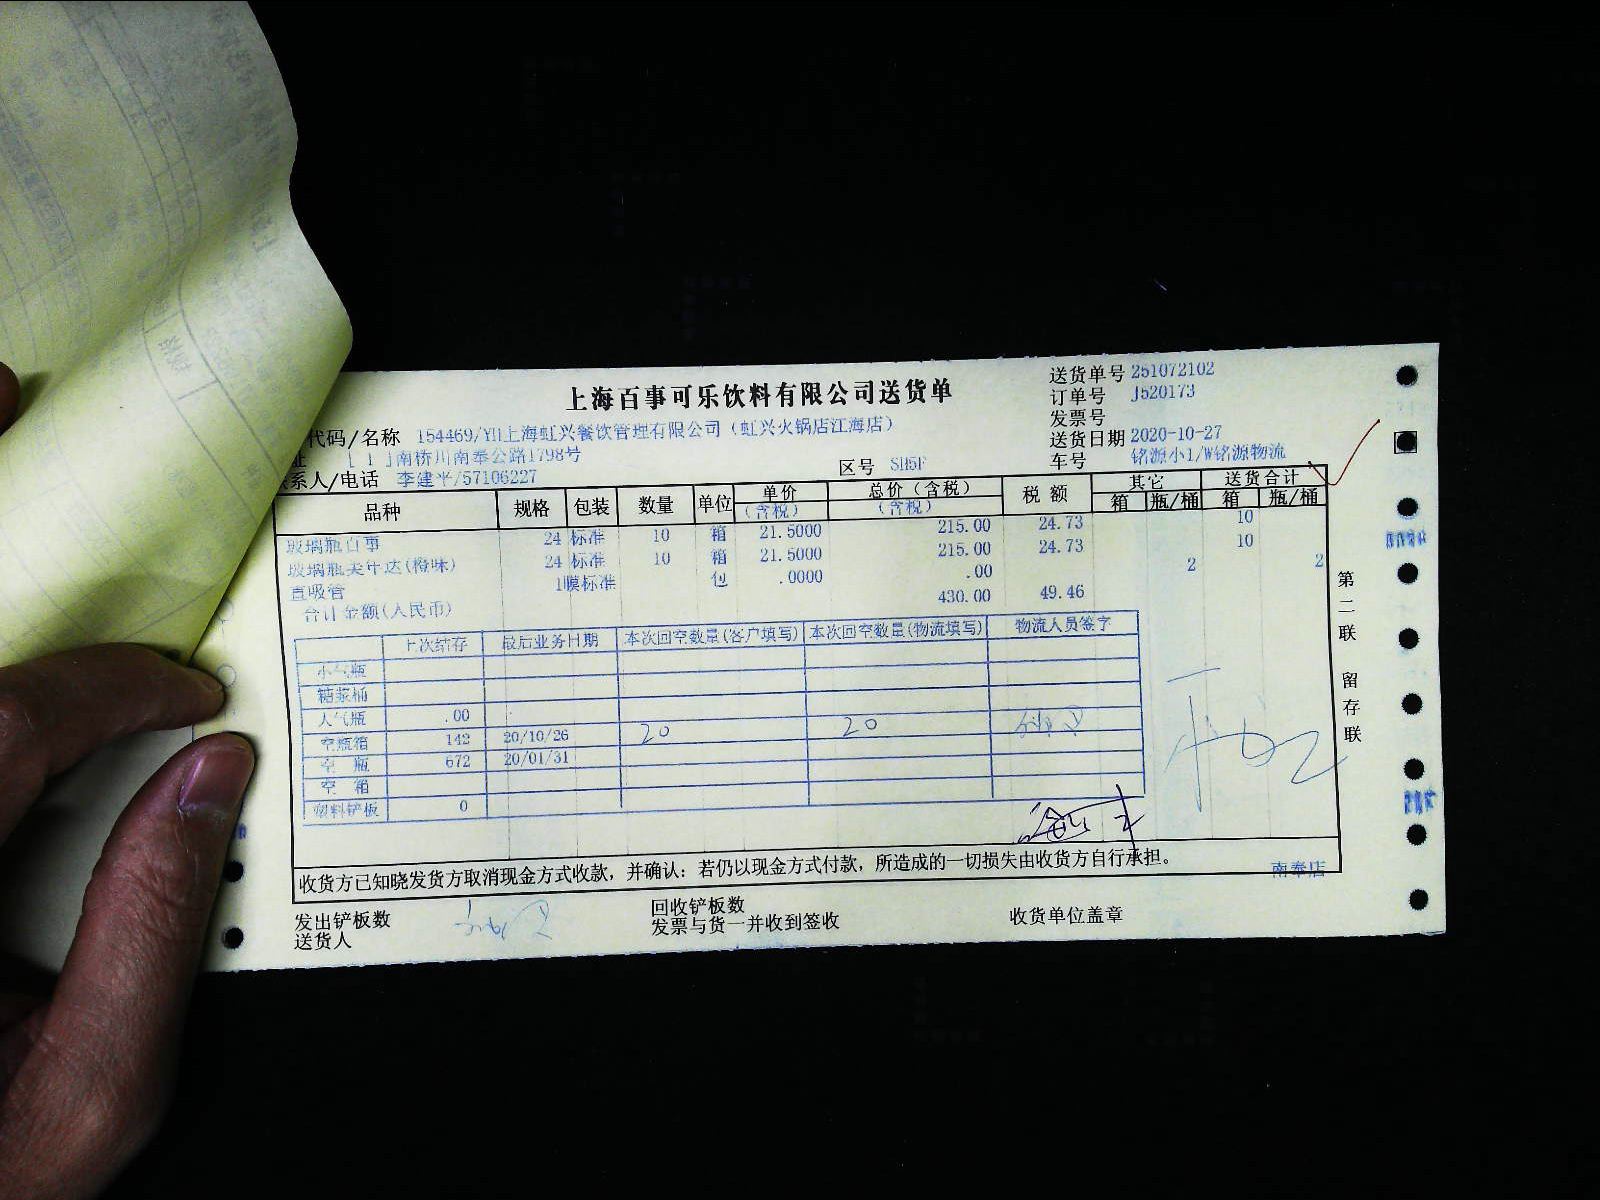 上海百事可乐饮料有限公司送货单
送货单号 251072102
订单号 J520173
发票号
送货日期 2020-10-27
车号 铭源小1/W铭源物流
代码/名称 154469/YH上海虹兴餐饮管理有限公司（虹兴火锅店江海店）
址 南桥川南奉公路1798号
系人/电话 李建平/57106227 区号 SH5F
品种 规格 包装 数量 单位 单价（含税） 总价（含税）（含税） 税额 其它 箱 瓶/桶 送货合计 箱 瓶/桶
玻璃瓶百事 24 标准 10 箱 21.5000 215.00 24.73 10
玻璃瓶美年达(橙味) 24 标准 10 箱 21.5000 215.00 24.73 10
直吸管 1膜标准 包 .0000 .00 2 2
合计金额(人民币) 430.00 49.46
上次结存 最后业务日期 本次回空数量(客户填写) 本次回空数量(物流填写) 物流人员签字
小气瓶
糖浆桶
大气瓶 .00
空瓶箱 142 20/10/26 20 20
空瓶 672 20/01/31
空箱
塑料铲板 0
收货方已知晓发货方取消现金方式收款，并确认：若仍以现金方式付款，所造成的一切损失由收货方自行承担。
南奉店
发出铲板数 回收铲板数
送货人 发票与货一并收到签收 收货单位盖章
第二联 留存联